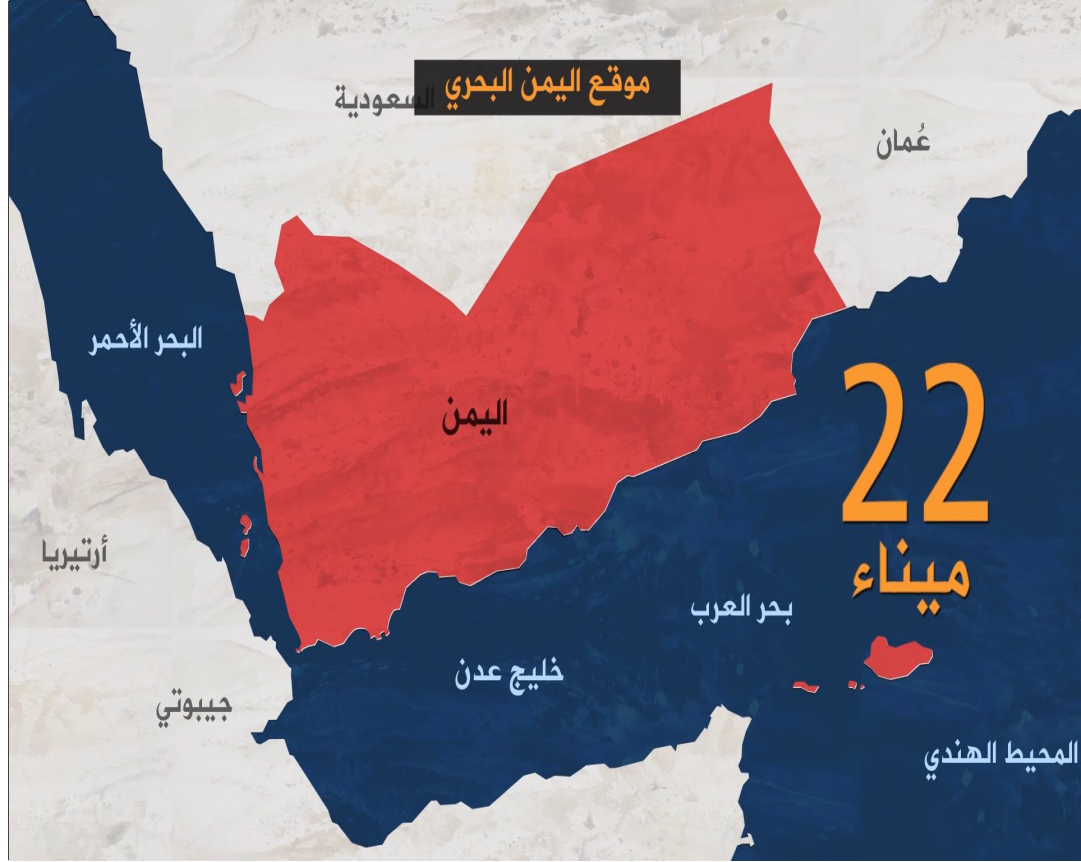 موقع اليمن البحري
السعودية
عُمان
البحر الأحمر
اليمن
22
ميناء
أرتيريا
بحر العرب
خليج عدن
جيبوتي
المحيط الهندي